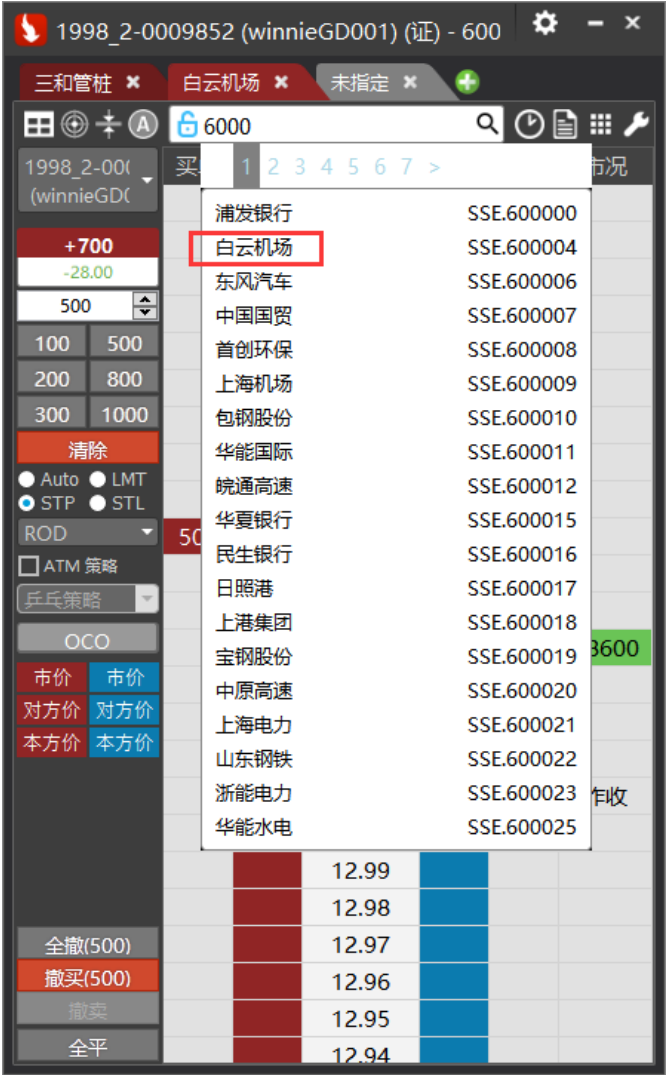 1998_2-0009852 (winnieGD001) (证) - 600
三和管桩 白云机场 未指定
A 6000
1998_2-00(
(winnieGD(
买 1 2 3 4 5 6 7 > 市况
浦发银行 SSE.600000
+700 白云机场 SSE.600004
-28.00 东风汽车 SSE.600006
500 中国国贸 SSE.600007
100 500 首创环保 SSE.600008
200 800 上海机场 SSE.600009
300 1000 包钢股份 SSE.600010
清除 华能国际 SSE.600011
Auto LMT 皖通高速 SSE.600012
STP STL 华夏银行 SSE.600015
ROD 50 民生银行 SSE.600016
ATM 策略 日照港 SSE.600017
乒乓策略 上港集团 SSE.600018
OCO 宝钢股份 SSE.600019 3600
市价 市价 中原高速 SSE.600020
对方价 对方价 上海电力 SSE.600021
本方价 本方价 山东钢铁 SSE.600022
浙能电力 SSE.600023 作收
华能水电 SSE.600025
12.99
12.98
全撤(500) 12.97
撤买(500) 12.96
撤卖 12.95
全平 12.94